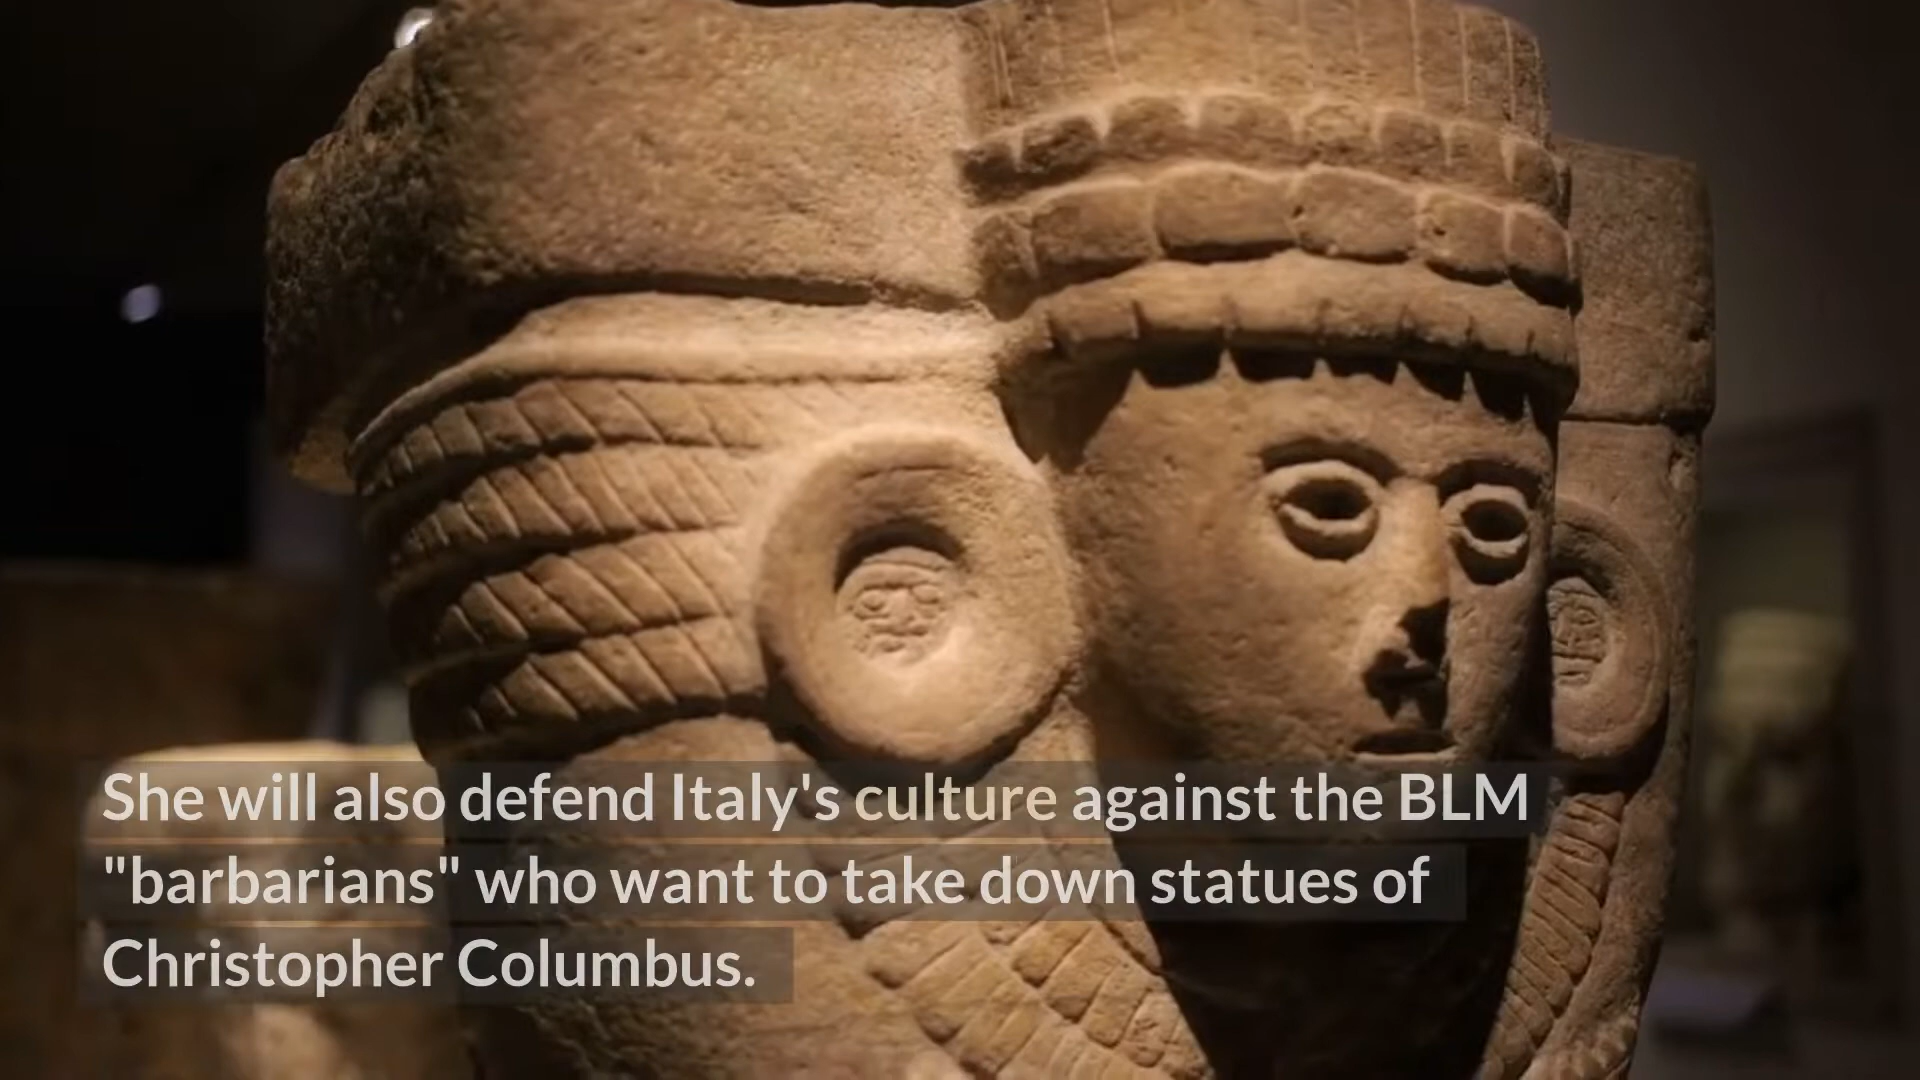 She will also defend Italy's culture against the BLM
"barbarians" who want to take down statues of
Christopher Columbus.